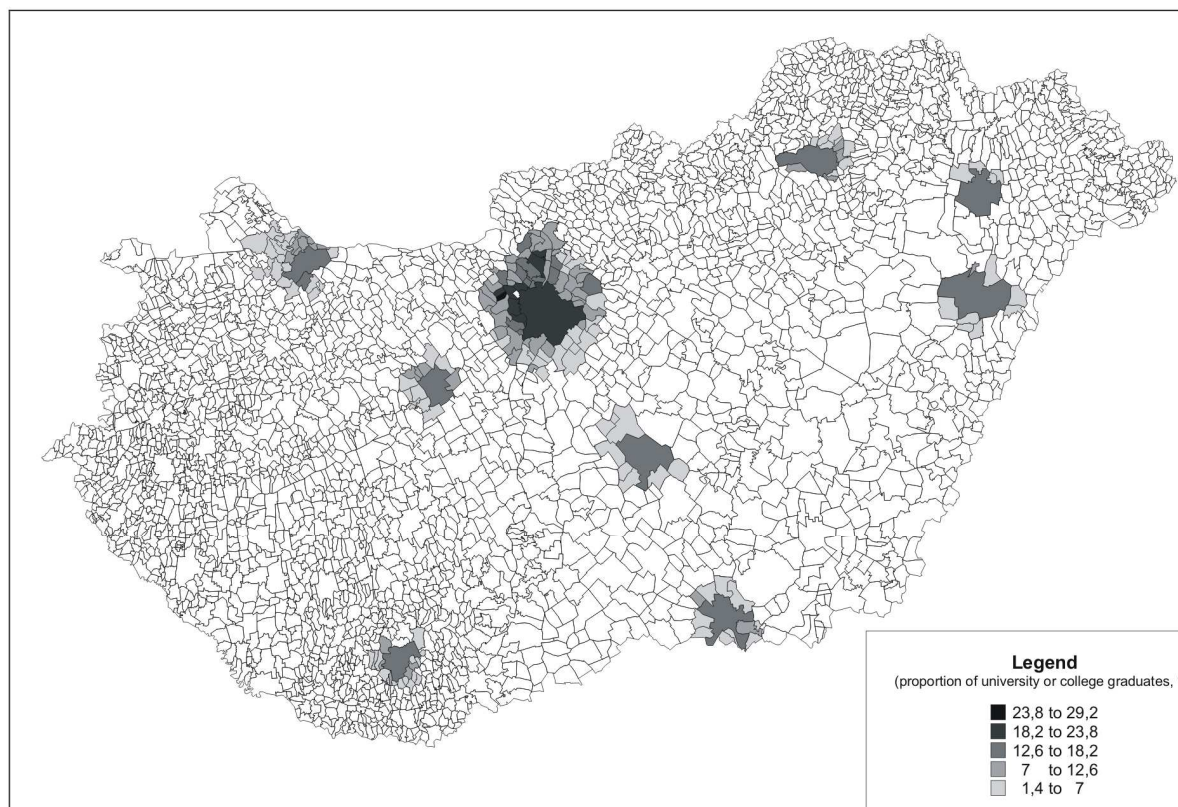 Legend
(proportion of university or college graduates,
23,8 to 29,2
18,2 to 23,8
12,6 to 18,2
7 to 12,6
1,4 to 7